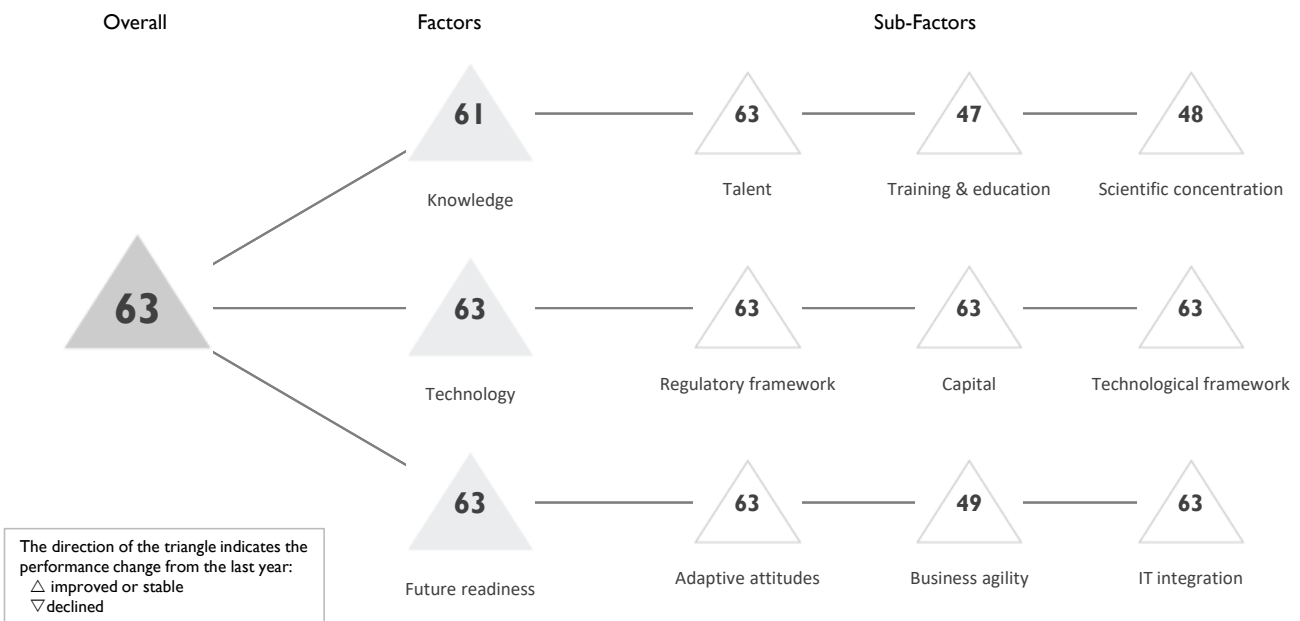 Overall
Factors
Sub-Factors
61
63
47
48
Knowledge
Talent
Training & education
Scientific concentration
63
63
63
63
63
Technology
Regulatory framework
Capital
Technological framework
63
63
49
63
Future readiness
Adaptive attitudes
Business agility
IT integration
The direction of the triangle indicates the
performance change from the last year:
△ improved or stable
▽ declined